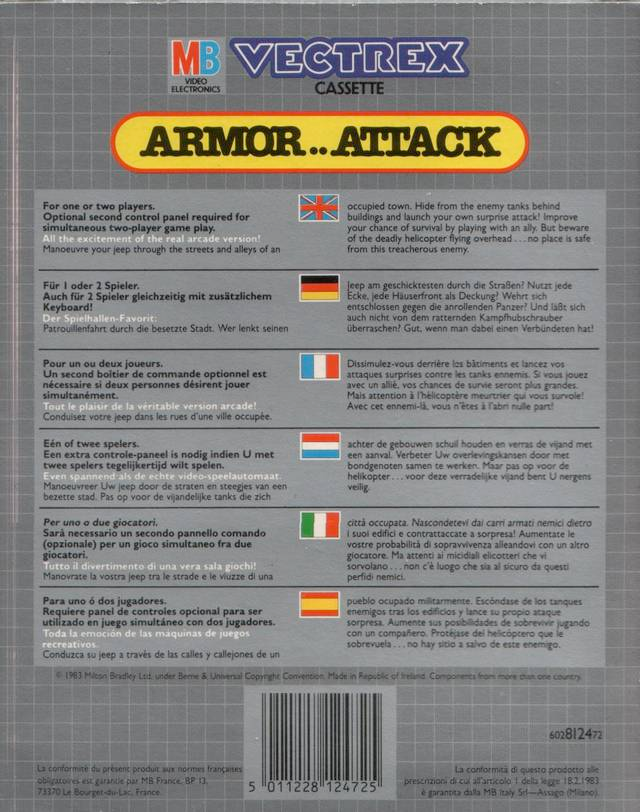 MB
VIDEO
ELECTRONICS
VECTREX
CASSETTE
ARMOR..ATTACK
For one or two players.
Optional second control panel required for
simultaneous two-player game play.
All the excitement of the real arcade version!
Manoeuvre your jeep through the streets and alleys of an
occupied town. Hide from the enemy tanks behind
buildings and launch your own surprise attack! Improve
your chance of survival by playing with an ally. But beware
of the deadly helicopter flying overhead . . . no place is safe
from this treacherous enemy.
Für 1 oder 2 Spieler.
Auch für 2 Spieler gleichzeitig mit zusätzlichem
Keyboard!
Der Spielhallen-Favorit:
Patrouillenfahrt durch die besetzte Stadt. Wer lenkt seinen
Jeep am geschicktesten durch die Straßen? Nutzt jede
Ecke, jede Häuserfront als Deckung? Wehrt sich
entschlossen gegen die anrollenden Panzer? Und läßt sich
auch nicht von dem ratternden Kampfhubschrauber
überraschen? Gut, wenn man dabei einen Verbündeten hat!
Pour un ou deux joueurs.
Un second boîtier de commande optionnel est
nécessaire si deux personnes désirent jouer
simultanément.
Tout le plaisir de la véritable version arcade!
Conduisez votre jeep dans les rues d'une ville occupée.
Dissimulez-vous derrière les bâtiments et lancez vos
attaques surprises contre les tanks ennemis. Si vous jouez
avec un allié, vos chances de survie seront plus grandes.
Mais attention à l'hélicoptère meurtrier qui vous survole!
Avec cet ennemi-là, vous n'êtes à l'abri nulle part!
Eén of twee spelers.
Een extra controle-paneel is nodig indien U met
twee spelers tegelijkertijd wilt spelen.
Even spannend als de echte video-speelautomaat.
Manoeuvreer Uw jeep door de straten en steegjes van een
bezette stad. Pas op voor de vijandelijke tanks die zich
achter de gebouwen schuil houden en verras de vijand met
een aanval. Verbeter Uw overlevingskansen door met
bondgenoten samen te werken. Maar pas op voor de
helikopter . . . voor deze verradelijke vijand bent U nergens
veilig.
Per uno o due giocatori.
Sarà necessario un secondo pannello comando
(opzionale) per un gioco simultaneo fra due
giocatori.
Tutto il divertimento di una vera sala giochi!
Manovrate la vostra jeep tra le strade e le viuzze di una
città occupata. Nascondetevi dai carri armati nemici dietro
i suoi edifici e contrattaccate a sorpresa! Aumentate le
vostre probabilità di sopravvivenza alleandovi con un altro
giocatore. Ma attenti ai micidiali elicotteri che vi
sorvolano . . . non c'è luogo che sia al sicuro da questi
perfidi nemici.
Para uno ó dos jugadores.
Requiere panel de controles opcional para ser
utilizado en juego simultáneo con dos jugadores.
Toda la emoción de las máquinas de juegos
recreativos.
Conduzca su jeep a través de las calles y callejones de un
pueblo ocupado militarmente. Escóndase de los tanques
enemigos tras los edificios y lance su propio ataque
sorpresa. Aumente sus posibilidades de sobrevivir jugando
con un compañero. Protéjase del helicóptero que le
sobrevuela . . . no hay sitio a salvo de este enemigo.
© 1983 Milton Bradley Ltd. under Berne & Universal Copyright Convention. Made in Republic of Ireland. Components from more than one country.
602812472
La conformité du présent produit aux normes françaises
obligatoires est garantie par MB France, BP 13,
73370 Le Bourget-du-Lac, France.
5 011228 124725
La conformità di questo prodotto alle
prescrizioni di cui all'articolo 1 della legge 18.2.1983
è garantita dalla MB Italy Srl—Assago (Milano).